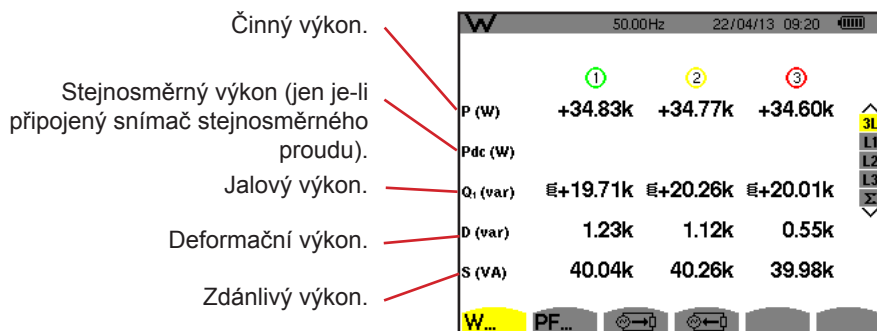 Činný výkon.
Stejnosměrný výkon (jen je-li
připojený snímač stejnosměrného
proudu).
Jalový výkon.
Deformační výkon.
Zdánlivý výkon.
W 50.00Hz 22/04/13 09:20
1 2 3
P (W) +34.83k +34.77k +34.60k
Pdc (W)
Q₁ (var) +19.71k +20.26k +20.01k
D (var) 1.23k 1.12k 0.55k
S (VA) 40.04k 40.26k 39.98k
3L
L1
L2
L3
Σ
W... PF...